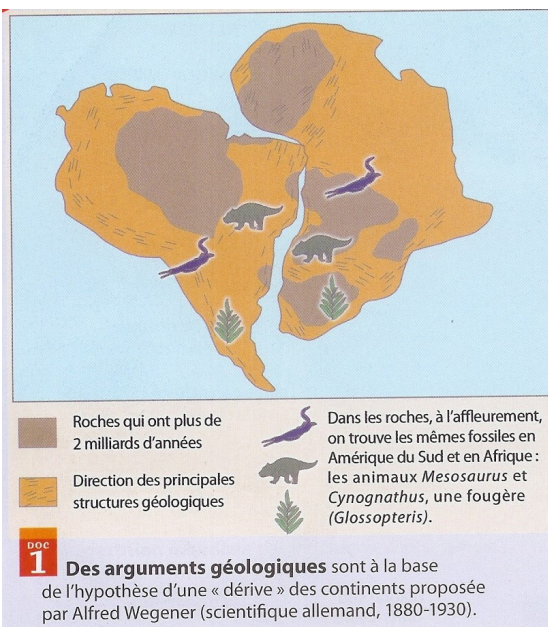 Roches qui ont plus de
2 milliards d'années
Direction des principales
structures géologiques
Dans les roches, à l'affleurement,
on trouve les mêmes fossiles en
Amérique du Sud et en Afrique :
les animaux Mesosaurus et
Cynognathus, une fougère
(Glossopteris).
DOC
1
Des arguments géologiques sont à la base
de l'hypothèse d'une « dérive » des continents proposée
par Alfred Wegener (scientifique allemand, 1880-1930).